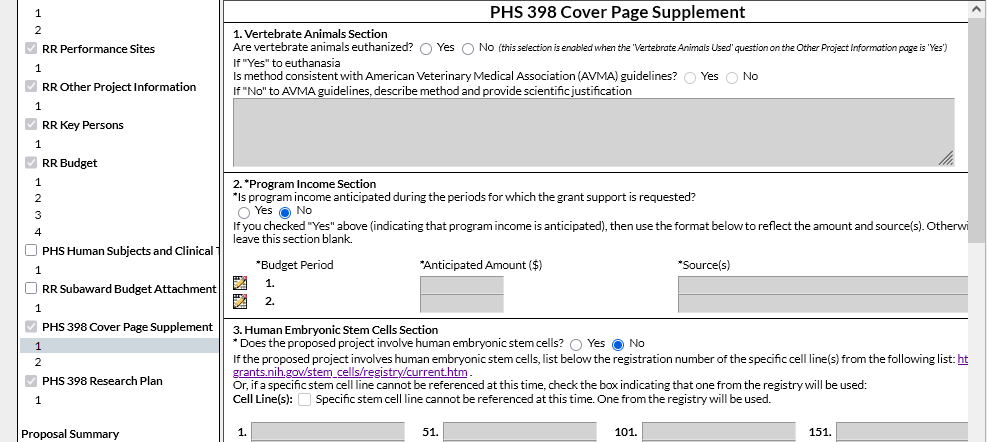 1
2
RR Performance Sites
1
RR Other Project Information
1
RR Key Persons
1
RR Budget
1
2
3
4
PHS Human Subjects and Clinical
1
RR Subaward Budget Attachment
1
PHS 398 Cover Page Supplement
1
2
PHS 398 Research Plan
1
Proposal Summary
PHS 398 Cover Page Supplement
1. Vertebrate Animals Section
Are vertebrate animals euthanized? Yes No (this selection is enabled when the 'Vertebrate Animals Used' question on the Other Project Information page is 'Yes')
If "Yes" to euthanasia
Is method consistent with American Veterinary Medical Association (AVMA) guidelines? Yes No
If "No" to AVMA guidelines, describe method and provide scientific justification
2. *Program Income Section
*Is program income anticipated during the periods for which the grant support is requested?
Yes No
If you checked "Yes" above (indicating that program income is anticipated), then use the format below to reflect the amount and source(s). Otherwi
leave this section blank.
*Budget Period *Anticipated Amount ($) *Source(s)
1.
2.
3. Human Embryonic Stem Cells Section
* Does the proposed project involve human embryonic stem cells? Yes No
If the proposed project involves human embryonic stem cells, list below the registration number of the specific cell line(s) from the following list: ht
grants.nih.gov/stem_cells/registry/current.htm .
Or, if a specific stem cell line cannot be referenced at this time, check the box indicating that one from the registry will be used:
Cell Line(s): Specific stem cell line cannot be referenced at this time. One from the registry will be used.
1. 51. 101. 151.